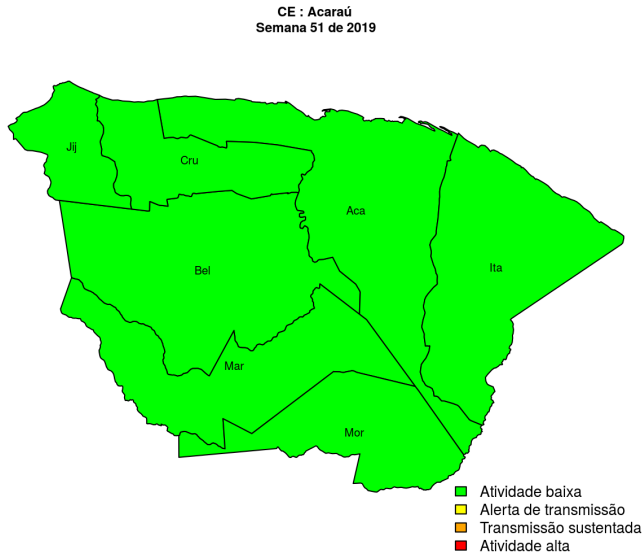 CE : Acaraú
Semana 51 de 2019
Jij
Cru
Aca
Bel
Ita
Mar
Mor
Atividade baixa
Alerta de transmissão
Transmissão sustentada
Atividade alta